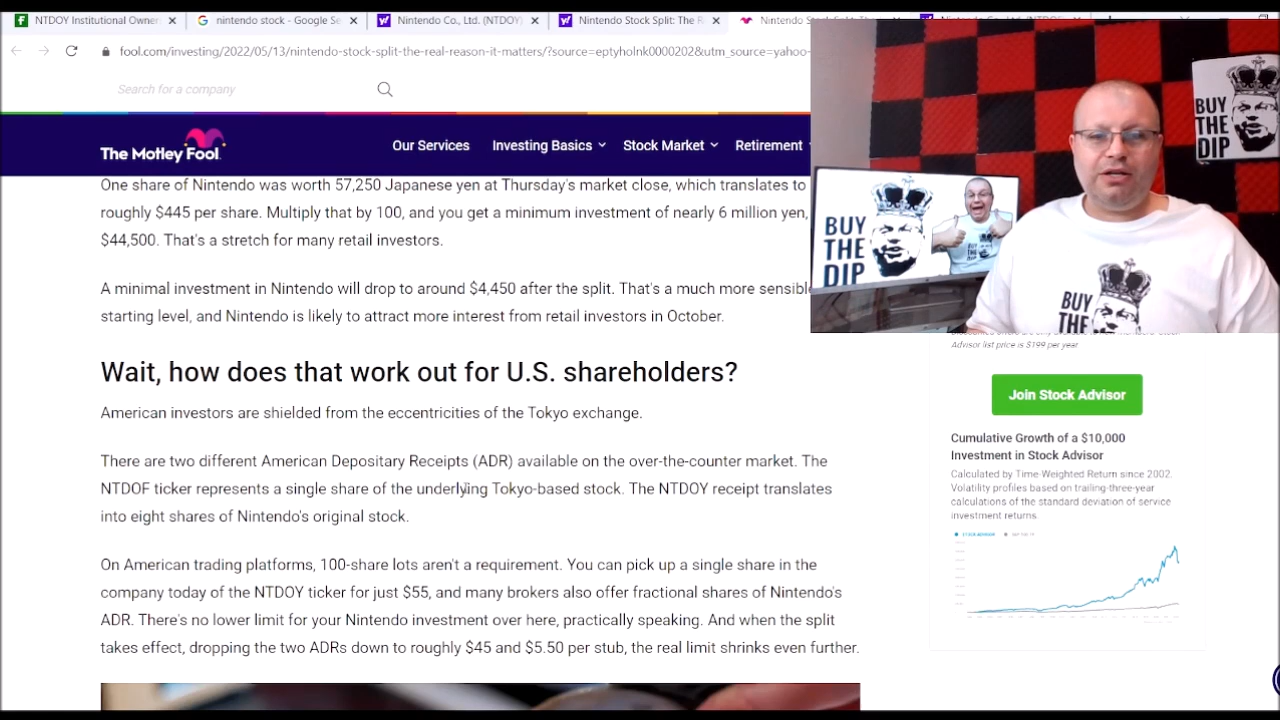 NTDOY Institutional Owner
nintendo stock - Google Se
Nintendo Co., Ltd. (NTDOY)
Nintendo Stock Split: The R
fool.com/investing/2022/05/13/nintendo-stock-split-the-real-reason-it-matters/?source=eptyholnk0000202&utm_source=yahoo-
Search for a company
The Motley Fool.
Our Services
Investing Basics
Stock Market
Retirement
One share of Nintendo was worth 57,250 Japanese yen at Thursday's market close, which translates to
roughly $445 per share. Multiply that by 100, and you get a minimum investment of nearly 6 million yen,
$44,500. That's a stretch for many retail investors.
A minimal investment in Nintendo will drop to around $4,450 after the split. That's a much more sensibl
starting level, and Nintendo is likely to attract more interest from retail investors in October.
Wait, how does that work out for U.S. shareholders?
American investors are shielded from the eccentricities of the Tokyo exchange.
There are two different American Depositary Receipts (ADR) available on the over-the-counter market. The
NTDOF ticker represents a single share of the underlying Tokyo-based stock. The NTDOY receipt translates
into eight shares of Nintendo's original stock.
On American trading platforms, 100-share lots aren't a requirement. You can pick up a single share in the
company today of the NTDOY ticker for just $55, and many brokers also offer fractional shares of Nintendo's
ADR. There's no lower limit for your Nintendo investment over here, practically speaking. And when the split
takes effect, dropping the two ADRs down to roughly $45 and $5.50 per stub, the real limit shrinks even further.
BUY
THE
DIP
BUY
THE
DIP
BUY
THE
Advisor list price is $199 per year.
Join Stock Advisor
Cumulative Growth of a $10,000
Investment in Stock Advisor
Calculated by Time-Weighted Return since 2002.
Volatility profiles based on trailing-three-year
calculations of the standard deviation of service
investment returns.